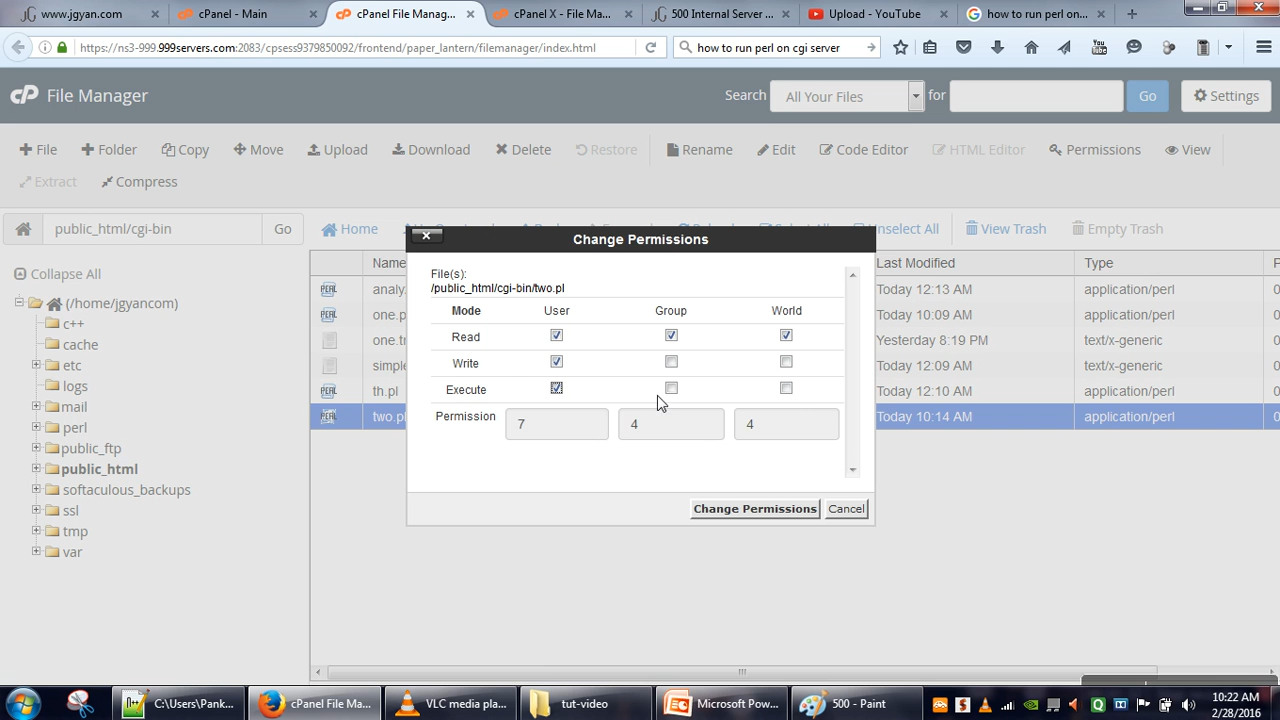 www.jgyan.com
cPanel - Main
cPanel File Manag...
cPanel X - File Ma...
500 Internal Server ...
Upload - YouTube
how to run perl on...
https://ns3-999.999servers.com:2083/cpsess9379850092/frontend/paper_lantern/filemanager/index.html
how to run perl on cgi server
cP File Manager
Search All Your Files for Go Settings
File Folder Copy Move Upload Download Delete Restore Rename Edit Code Editor HTML Editor Permissions View
Extract Compress
public_html/cgi-bin Go Home View Trash Empty Trash
Collapse All
(/home/jgyancom)
c++
cache
etc
logs
mail
perl
public_ftp
public_html
softaculous_backups
ssl
tmp
var
Name Last Modified Type
Today 12:13 AM application/perl
Today 10:09 AM application/perl
Yesterday 8:19 PM text/x-generic
Today 12:09 AM text/x-generic
th.pl Today 12:10 AM application/perl
Today 10:14 AM application/perl
Change Permissions
File(s):
/public_html/cgi-bin/two.pl
Mode User Group World
Read
Write
Execute
Permission 7 4 4
Change Permissions Cancel
C:\Users\Pank...
cPanel File Ma...
VLC media pla...
tut-video
Microsoft Pow...
500 - Paint
10:22 AM
2/28/2016